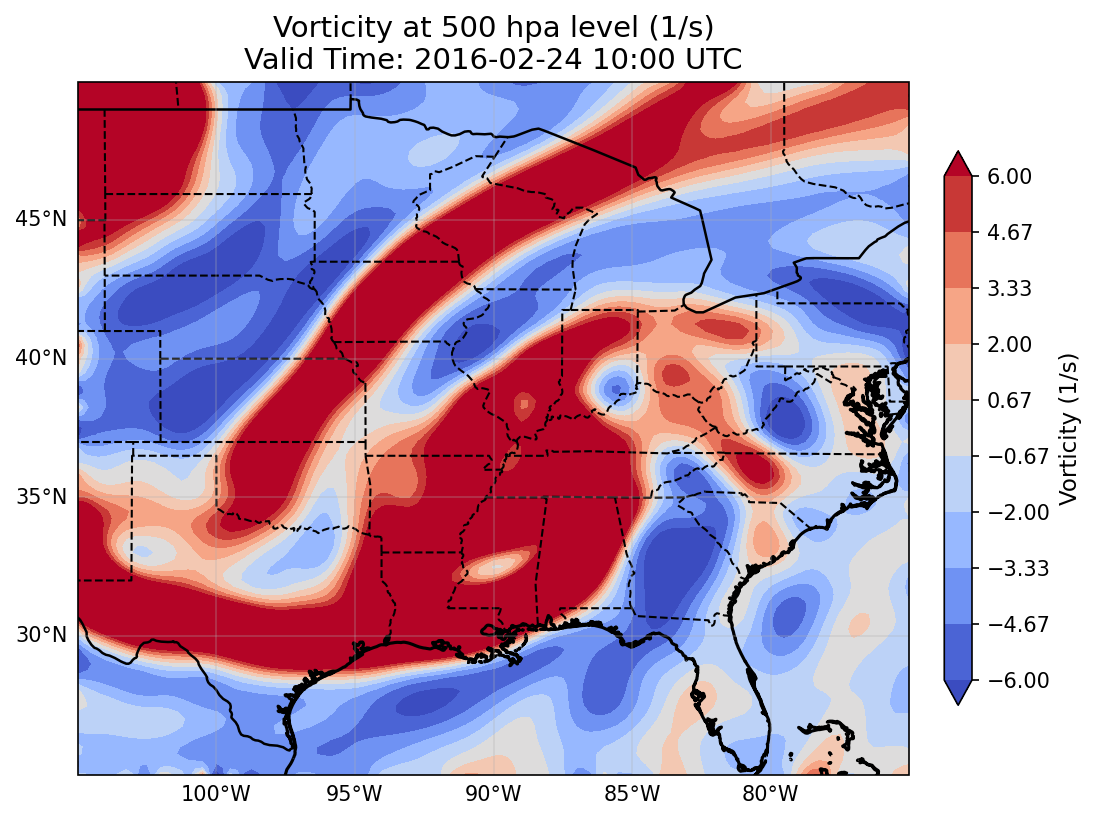 Vorticity at 500 hpa level (1/s)
Valid Time: 2016-02-24 10:00 UTC
45°N
40°N
35°N
30°N
100°W
95°W
90°W
85°W
80°W
6.00
4.67
3.33
2.00
0.67
−0.67
−2.00
−3.33
−4.67
−6.00
Vorticity (1/s)